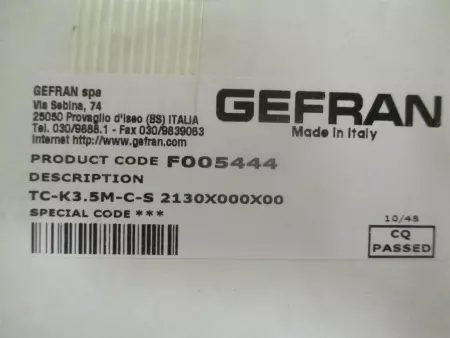 GEFRAN spa
Via Sebina, 74
25050 Provaglio d'Iseo (BS) ITALIA
Tel. 030/9888.1 - Fax 030/9839063
Internet http://www.gefran.com
GEFRAN
Made in Italy
PRODUCT CODE F005444
DESCRIPTION
TC-K3.5M-C-S 2130X000X00
SPECIAL CODE ***
10/48
CQ
PASSED